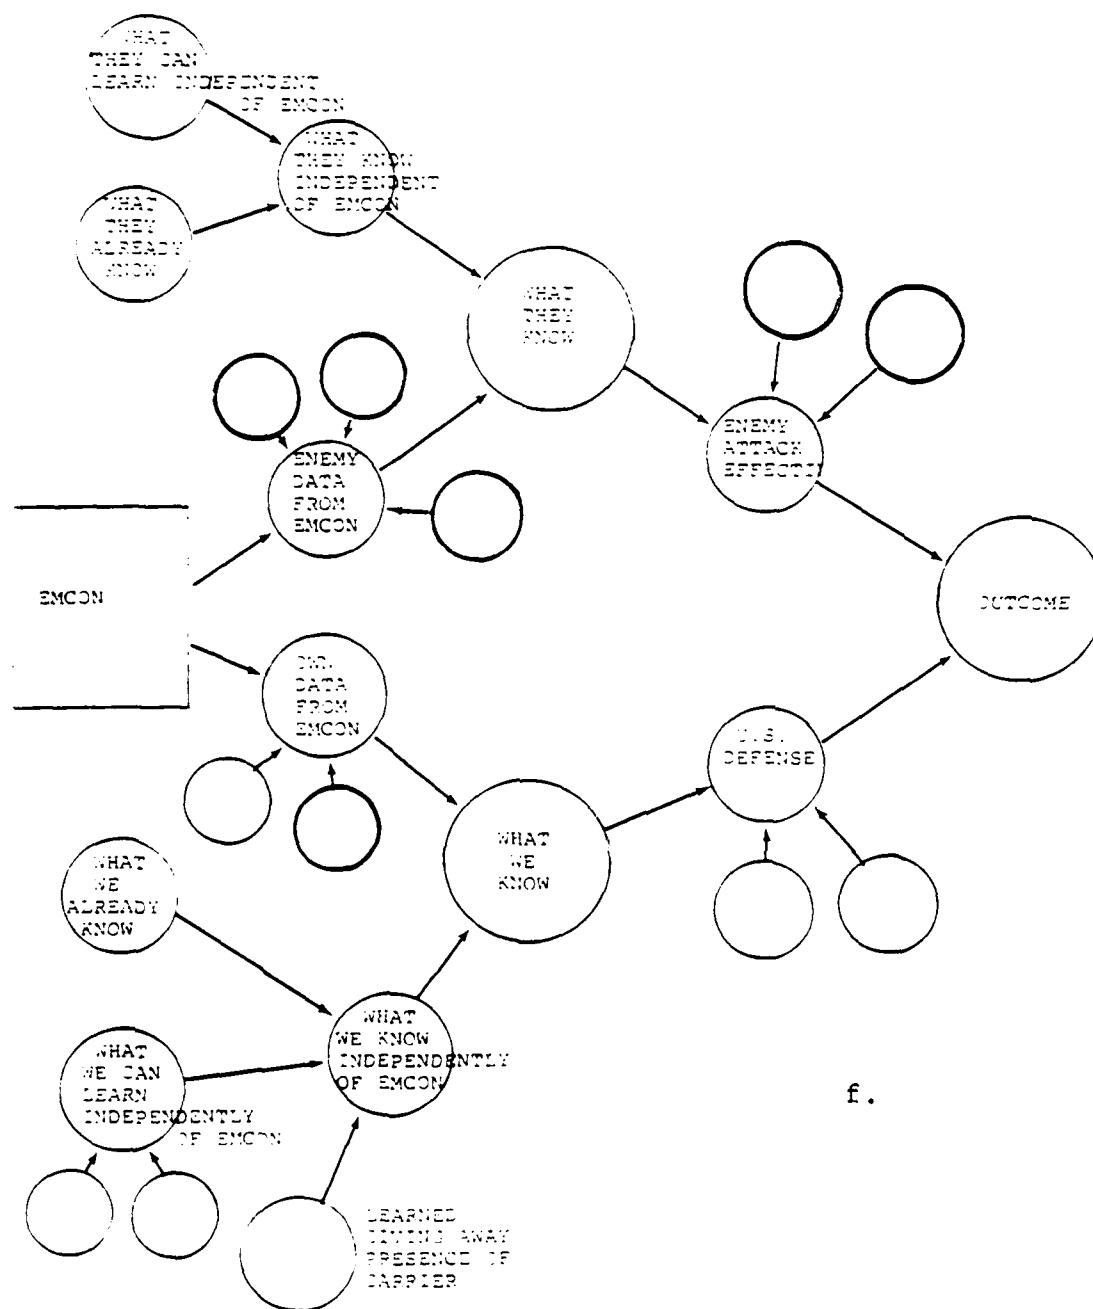 WHAT
THEY CAN
LEARN INDEPENDENT
OF EMCON
WHAT
THEY KNOW
INDEPENDENT
OF EMCON
WHAT
THEY
ALREADY
KNOW
WHAT
THEY
KNOW
ENEMY
ATTACK
EFFECTI
ENEMY
DATA
FROM
EMCON
EMCON
OUTCOME
OWN
DATA
FROM
EMCON
U.S.
DEFENSE
WHAT
WE
KNOW
WHAT
WE
ALREADY
KNOW
WHAT
WE KNOW
INDEPENDENTLY
OF EMCON
WHAT
WE CAN
LEARN
INDEPENDENTLY
OF EMCON
f.
LEARNED
GIVING AWAY
PRESENCE OF
CARRIER